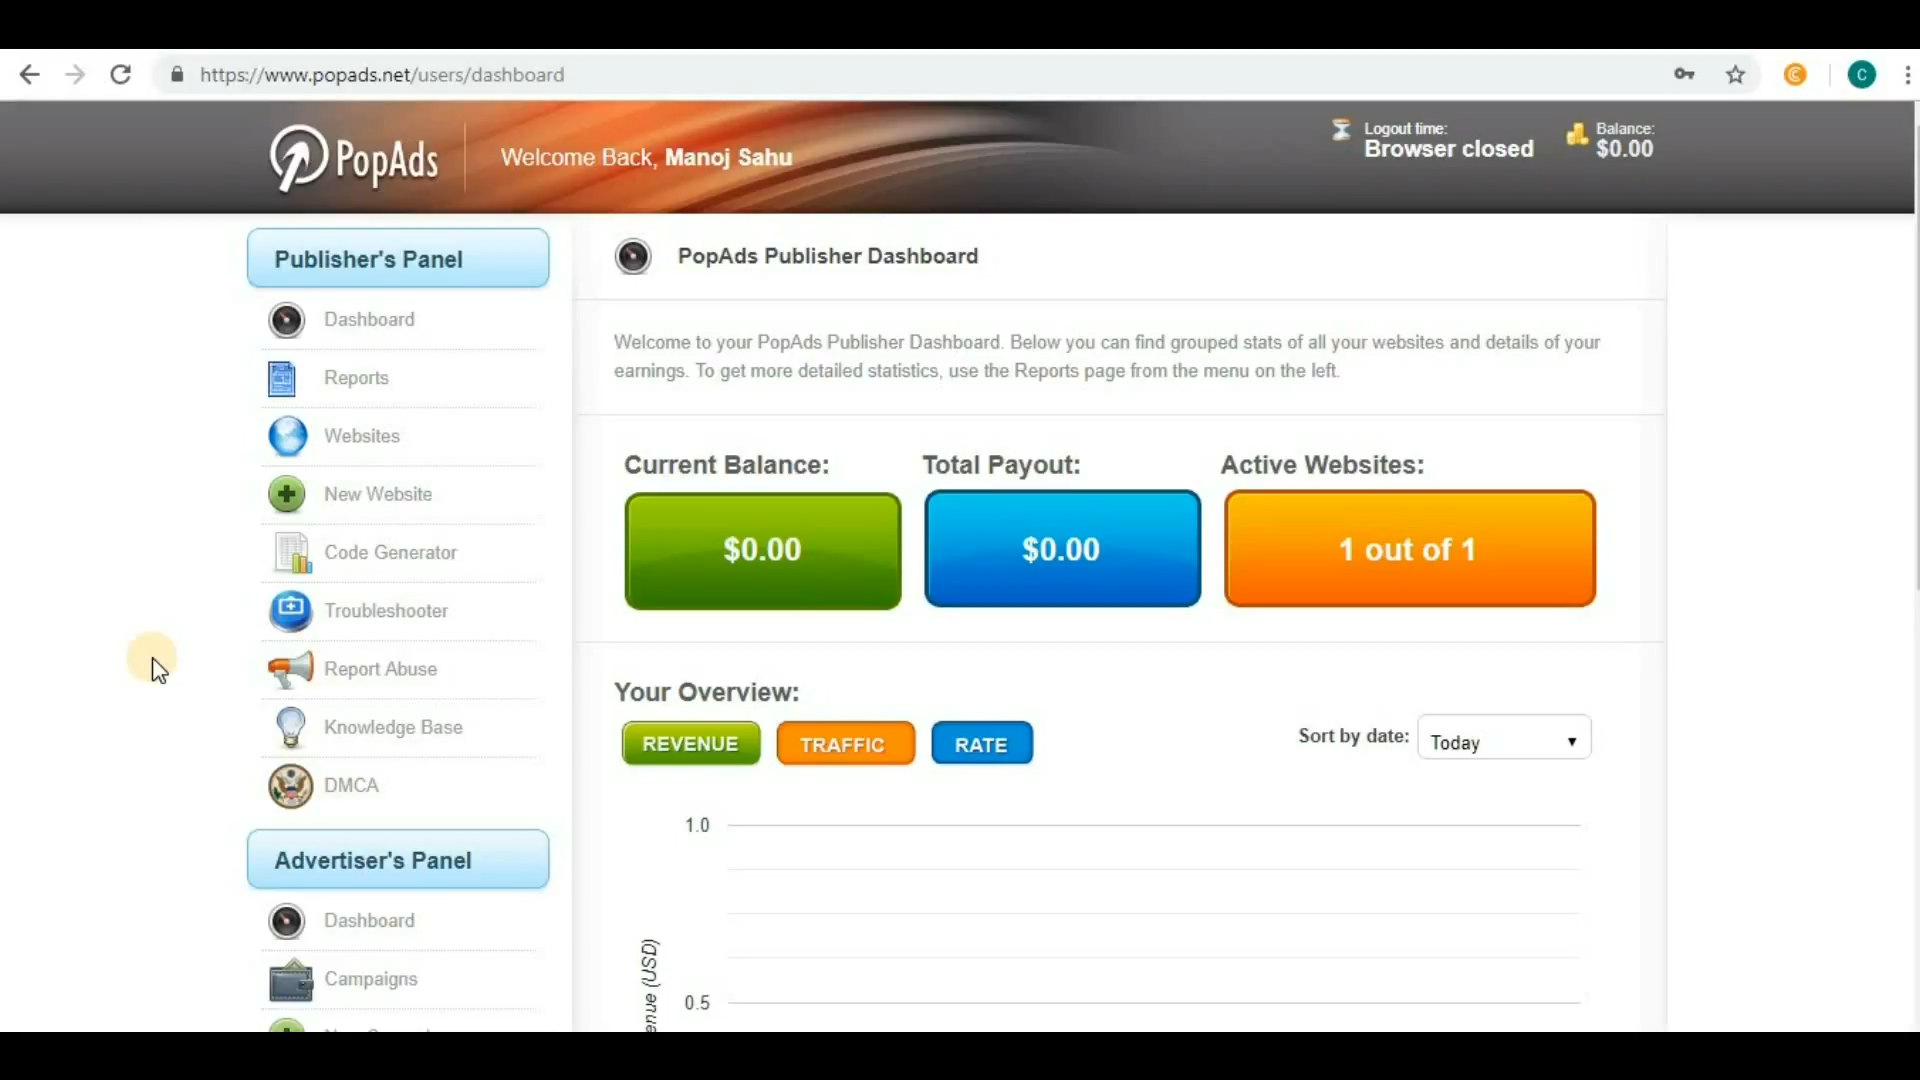 https://www.popads.net/users/dashboard
C
PopAds
Welcome Back, Manoj Sahu
Logout time:
Browser closed
Balance:
$0.00
Publisher's Panel
Dashboard
Reports
Websites
New Website
Code Generator
Troubleshooter
Report Abuse
Knowledge Base
DMCA
Advertiser's Panel
Dashboard
Campaigns
PopAds Publisher Dashboard
Welcome to your PopAds Publisher Dashboard. Below you can find grouped stats of all your websites and details of your
earnings. To get more detailed statistics, use the Reports page from the menu on the left.
Current Balance:
$0.00
Total Payout:
$0.00
Active Websites:
1 out of 1
Your Overview:
REVENUE
TRAFFIC
RATE
Sort by date:
Today
1.0
0.5
(USD)